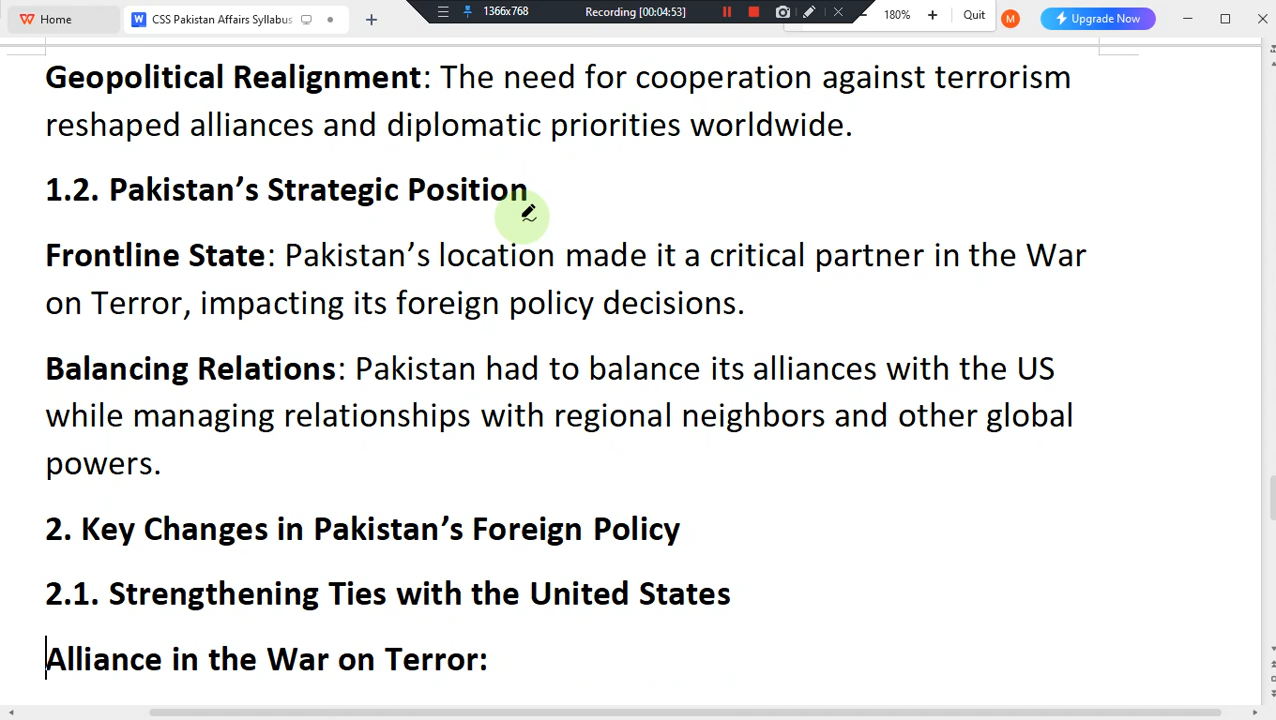 Home
CSS Pakistan Affairs Syllabus
1366x768
Recording [00:04:53]
180%
Quit
M
Upgrade Now
Geopolitical Realignment: The need for cooperation against terrorism
reshaped alliances and diplomatic priorities worldwide.
1.2. Pakistan’s Strategic Position
Frontline State: Pakistan’s location made it a critical partner in the War
on Terror, impacting its foreign policy decisions.
Balancing Relations: Pakistan had to balance its alliances with the US
while managing relationships with regional neighbors and other global
powers.
2. Key Changes in Pakistan’s Foreign Policy
2.1. Strengthening Ties with the United States
Alliance in the War on Terror: